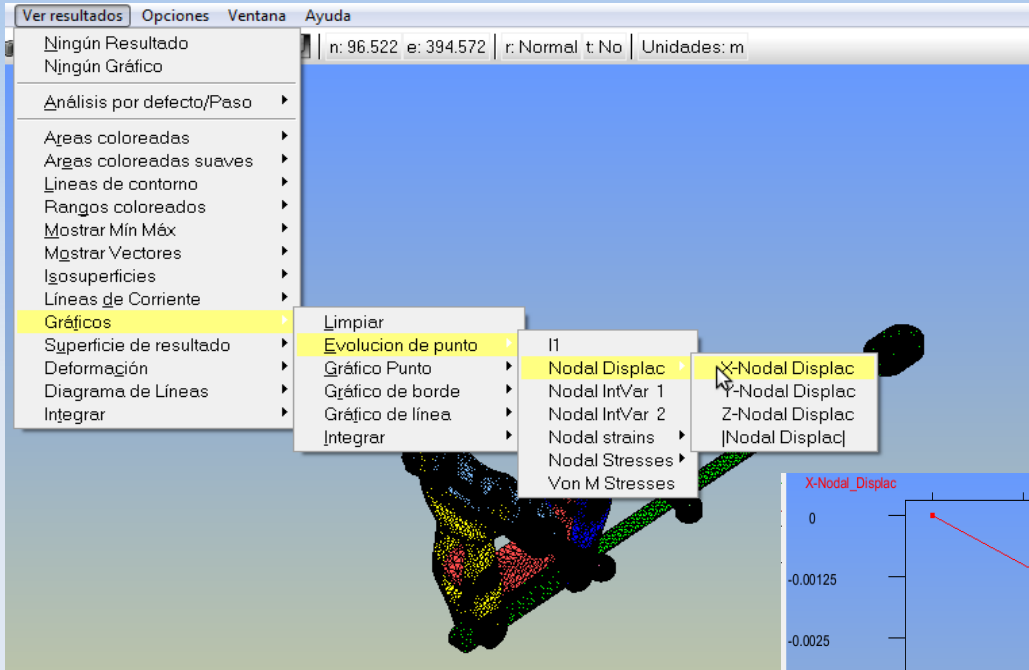 Ver resultados Opciones Ventana Ayuda
n: 96.522 e: 394.572 r: Normal t: No Unidades: m
Ningún Resultado
Ningún Gráfico
Análisis por defecto/Paso
Areas coloreadas
Areas coloreadas suaves
Lineas de contorno
Rangos coloreados
Mostrar Mín Máx
Mostrar Vectores
Isosuperficies
Líneas de Corriente
Gráficos
Superficie de resultado
Deformación
Diagrama de Líneas
Integrar
Limpiar
Evolucion de punto
Gráfico Punto
Gráfico de borde
Gráfico de línea
Integrar
I1
Nodal Displac
Nodal IntVar 1
Nodal IntVar 2
Nodal strains
Nodal Stresses
Von M Stresses
X-Nodal Displac
Y-Nodal Displac
Z-Nodal Displac
|Nodal Displac|
X-Nodal_Displac
0
-0.00125
-0.0025